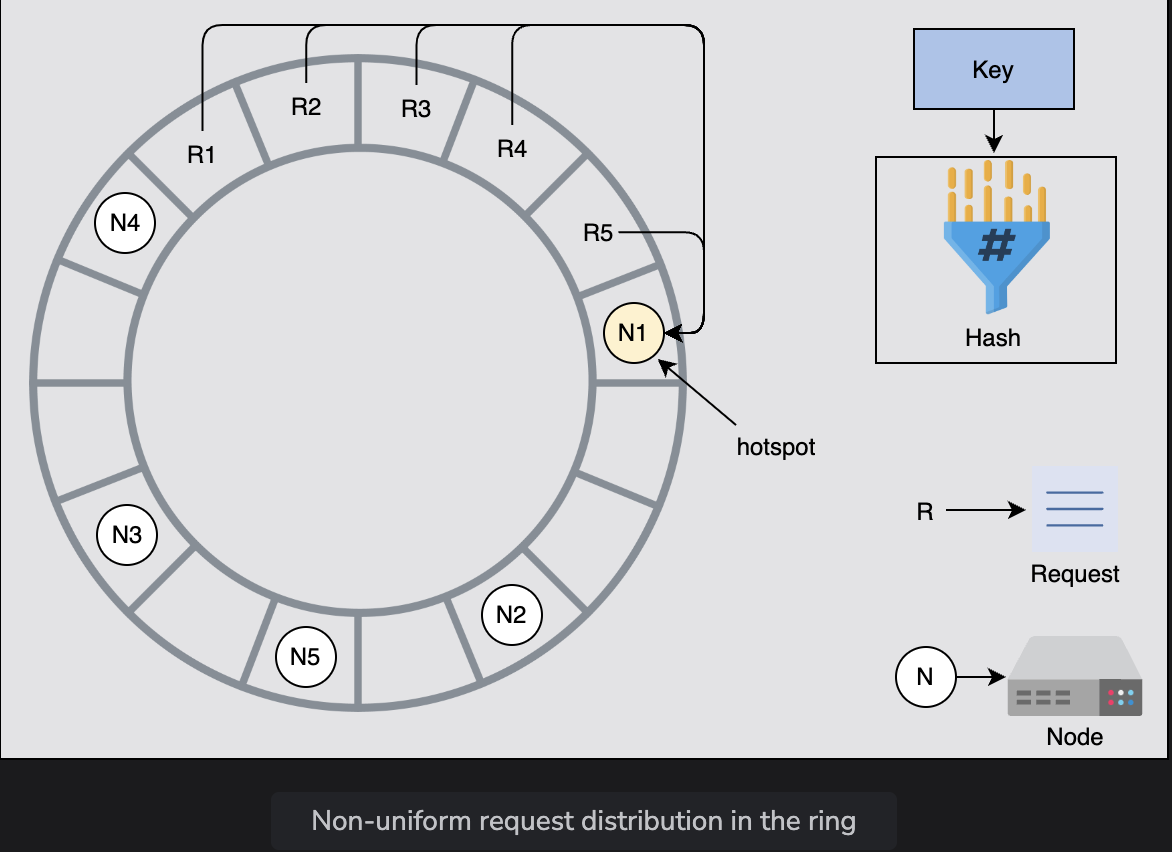 R1
R2
R3
R4
R5
N4
N1
hotspot
N3
N5
N2
Key
#
Hash
R
Request
N
Node
Non-uniform request distribution in the ring